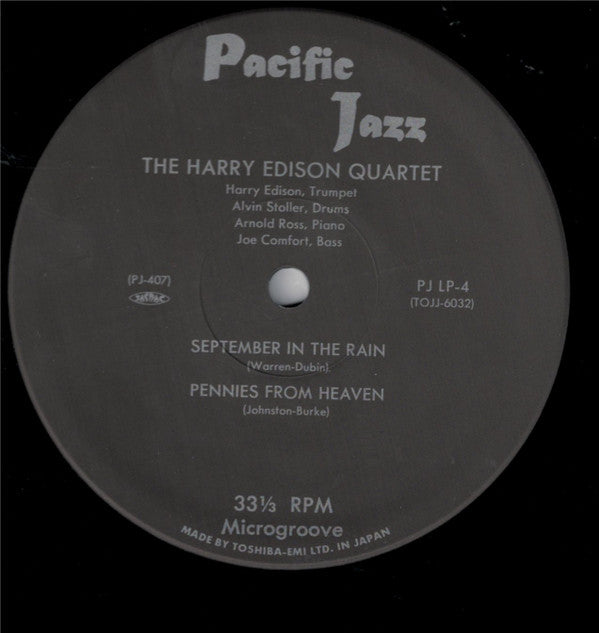 Pacific
Jazz
THE HARRY EDISON QUARTET
Harry Edison, Trumpet
Alvin Stoller, Drums
Arnold Ross, Piano
Joe Comfort, Bass
(PJ-407)
PJ LP-4
(TOJJ-6032)
SEPTEMBER IN THE RAIN
(Warren-Dubin)
PENNIES FROM HEAVEN
(Johnston-Burke)
33⅓ RPM
Microgroove
MADE BY TOSHIBA-EMI LTD. IN JAPAN